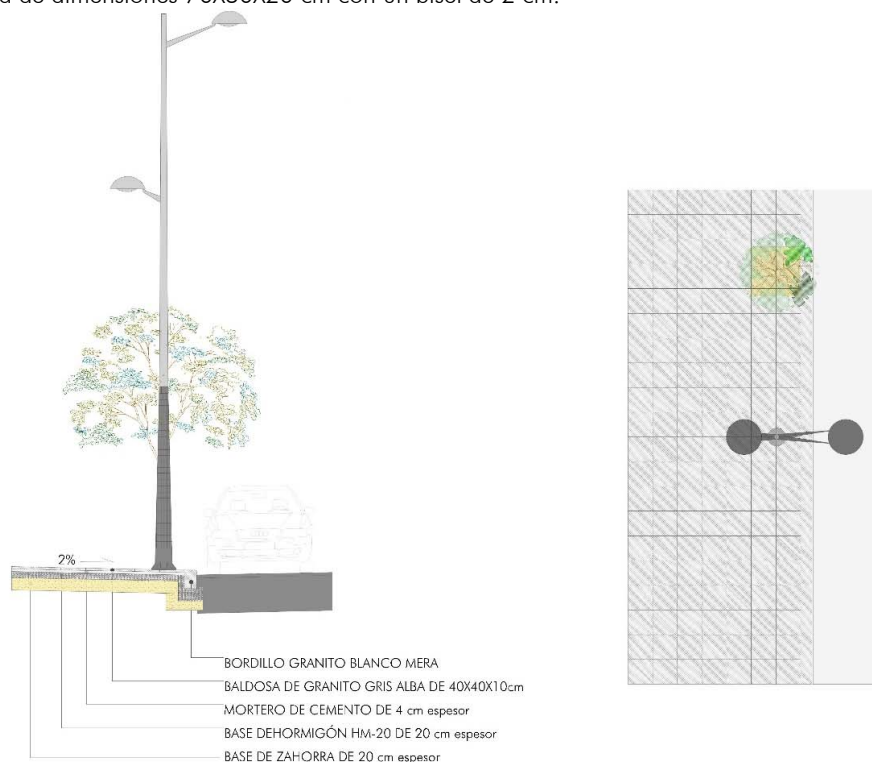 de dimensiones 70X30X20 cm con un bisel de 2 cm.
2%
BORDILLO GRANITO BLANCO MERA
BALDOSA DE GRANITO GRIS ALBA DE 40X40X10cm
MORTERO DE CEMENTO DE 4 cm espesor
BASE DEHORMIGÓN HM-20 DE 20 cm espesor
BASE DE ZAHORRA DE 20 cm espesor